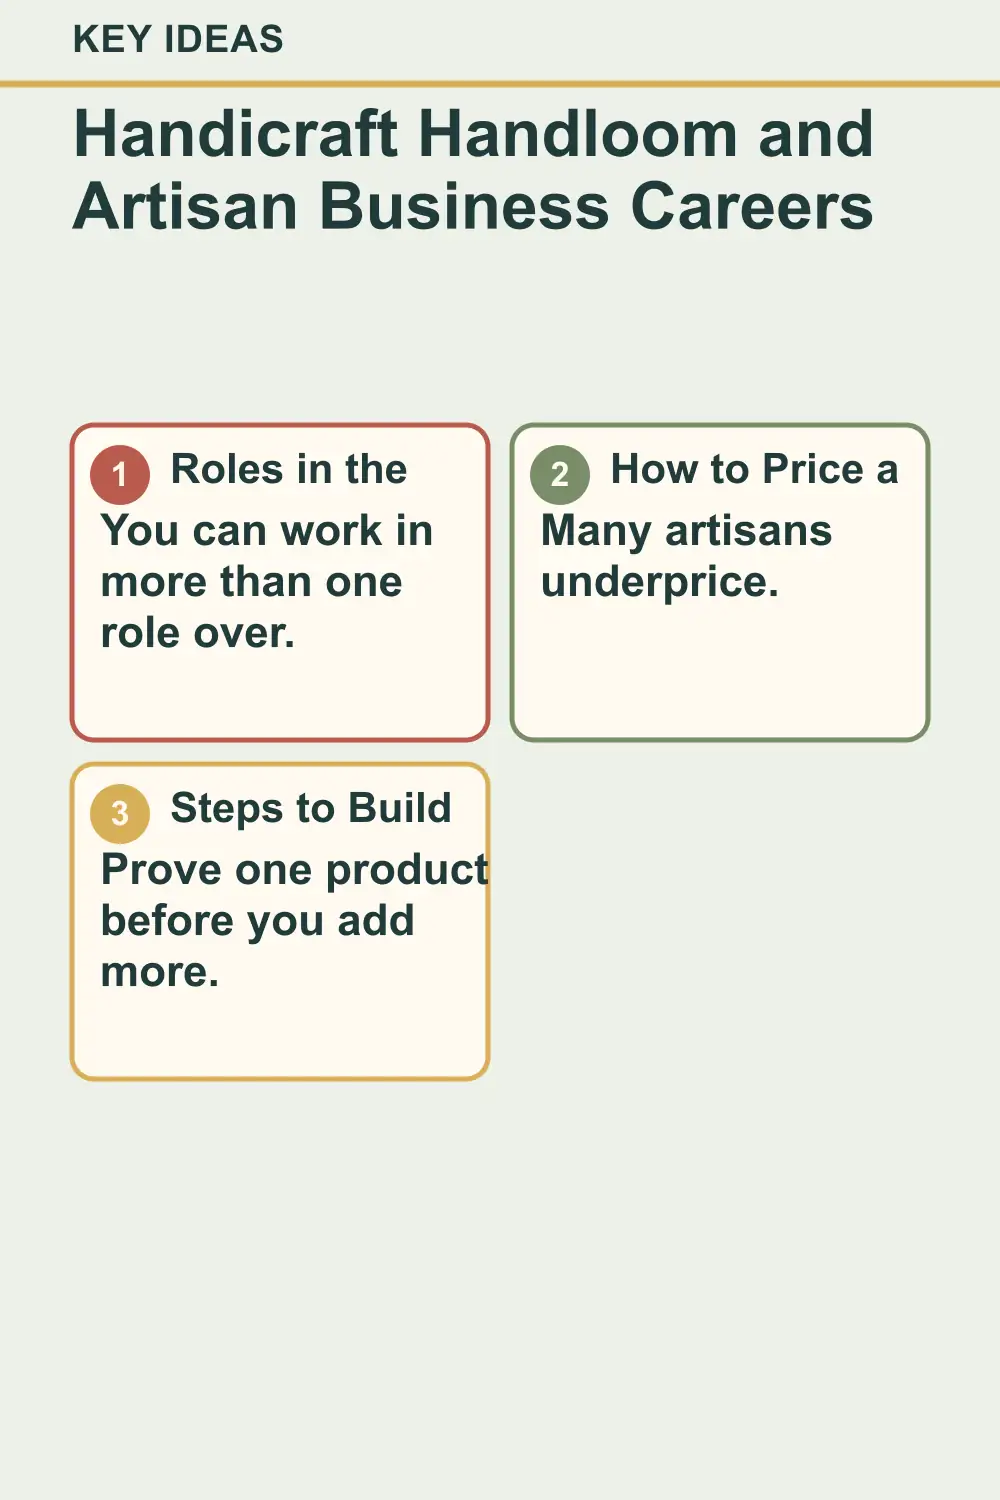 KEY IDEAS
Handicraft Handloom and
Artisan Business Careers
1 Roles in the
You can work in
more than one
role over.
2 How to Price a
Many artisans
underprice.
3 Steps to Build
Prove one product
before you add
more.